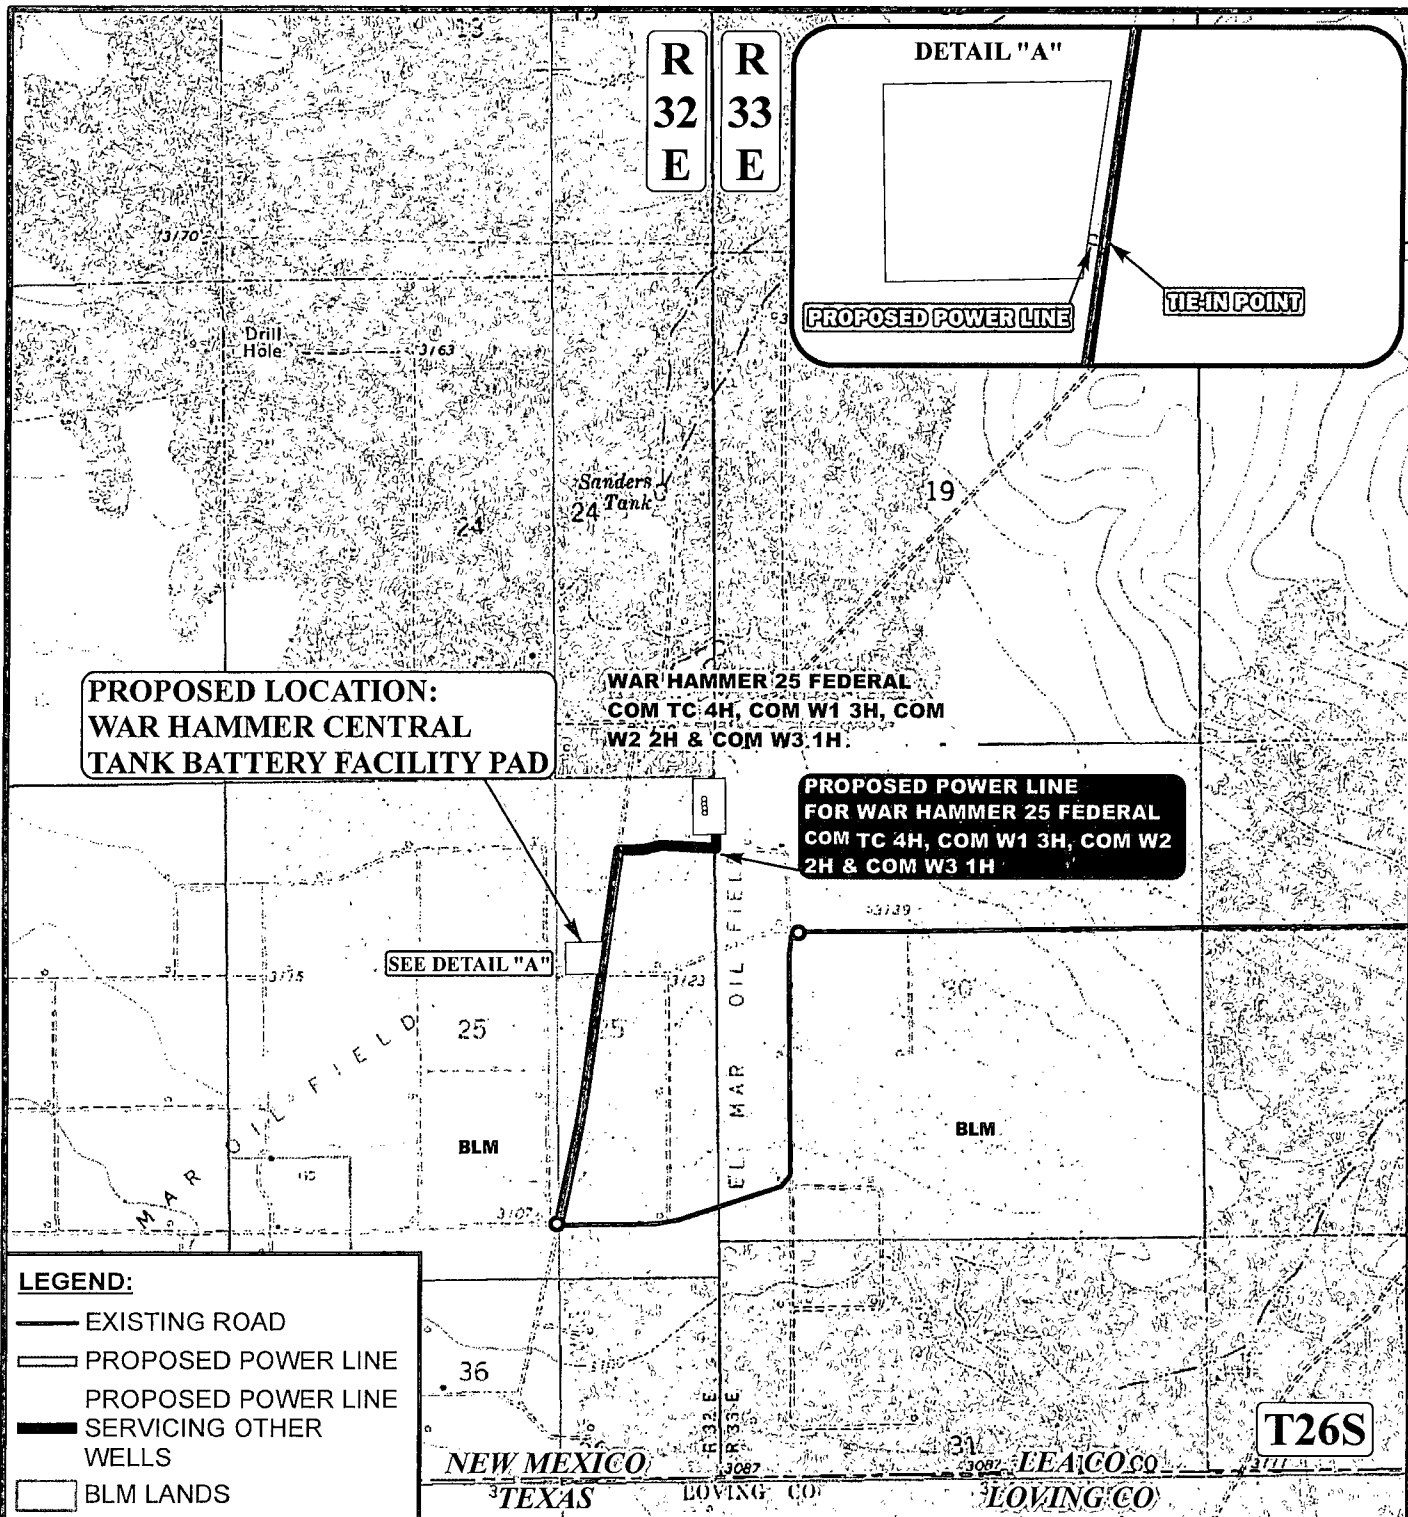 13
R
32
E
R
33
E
DETAIL "A"
PROPOSED POWER LINE
TIE-IN POINT
3170
Drill
Hole
3163
Sanders
Tank
24
24
19
PROPOSED LOCATION:
WAR HAMMER CENTRAL
TANK BATTERY FACILITY PAD
WAR HAMMER 25 FEDERAL
COM TC 4H, COM W1 3H, COM
W2 2H & COM W3 1H
PROPOSED POWER LINE
FOR WAR HAMMER 25 FEDERAL
COM TC 4H, COM W1 3H, COM W2
2H & COM W3 1H
3139
SEE DETAIL "A"
3175
3123
30
25
25
MAR OIL FIELD
EL MAR OIL FIELD
BLM
BLM
3107
LEGEND:
EXISTING ROAD
PROPOSED POWER LINE
PROPOSED POWER LINE
SERVICING OTHER
WELLS
BLM LANDS
36
R 32 E
R 33 E
31
T26S
NEW MEXICO
LEA CO
3087
3087
TEXAS
LOVING CO
LOVING CO